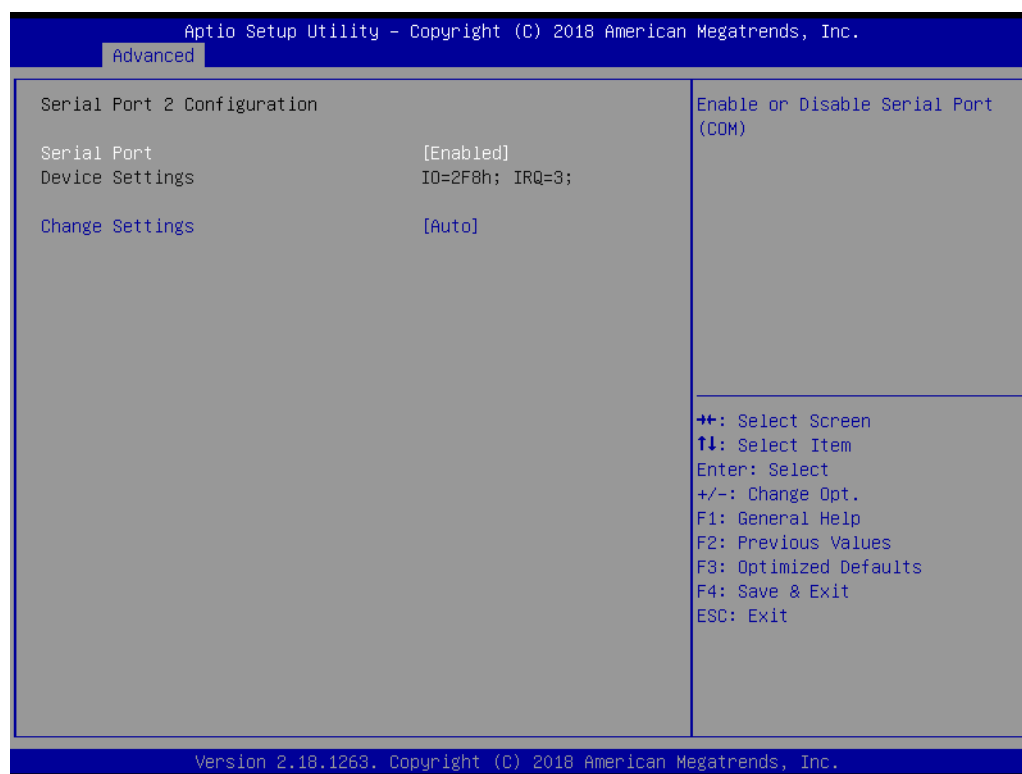 Aptio Setup Utility – Copyright (C) 2018 American Megatrends, Inc.
Advanced
Serial Port 2 Configuration
Serial Port [Enabled]
Device Settings IO=2F8h; IRQ=3;
Change Settings [Auto]
Enable or Disable Serial Port
(COM)
→←: Select Screen
↑↓: Select Item
Enter: Select
+/-: Change Opt.
F1: General Help
F2: Previous Values
F3: Optimized Defaults
F4: Save & Exit
ESC: Exit
Version 2.18.1263. Copyright (C) 2018 American Megatrends, Inc.